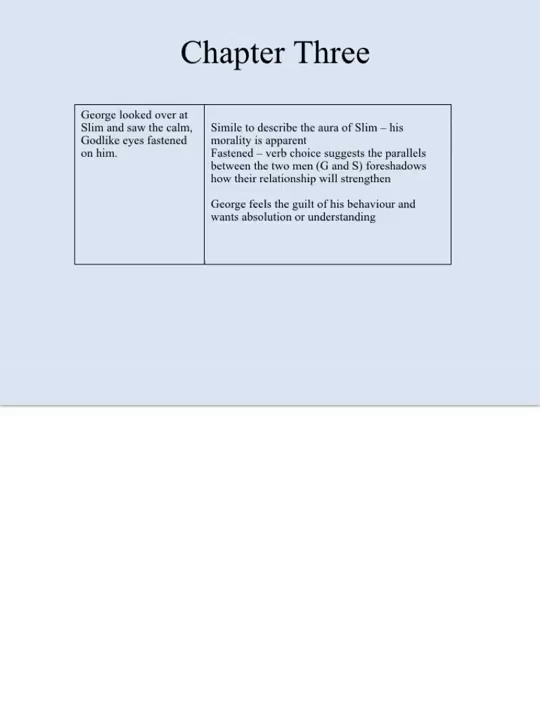 Chapter Three
George looked over at
Slim and saw the calm,
Godlike eyes fastened
on him.
Simile to describe the aura of Slim – his
morality is apparent
Fastened – verb choice suggests the parallels
between the two men (G and S) foreshadows
how their relationship will strengthen
George feels the guilt of his behaviour and
wants absolution or understanding